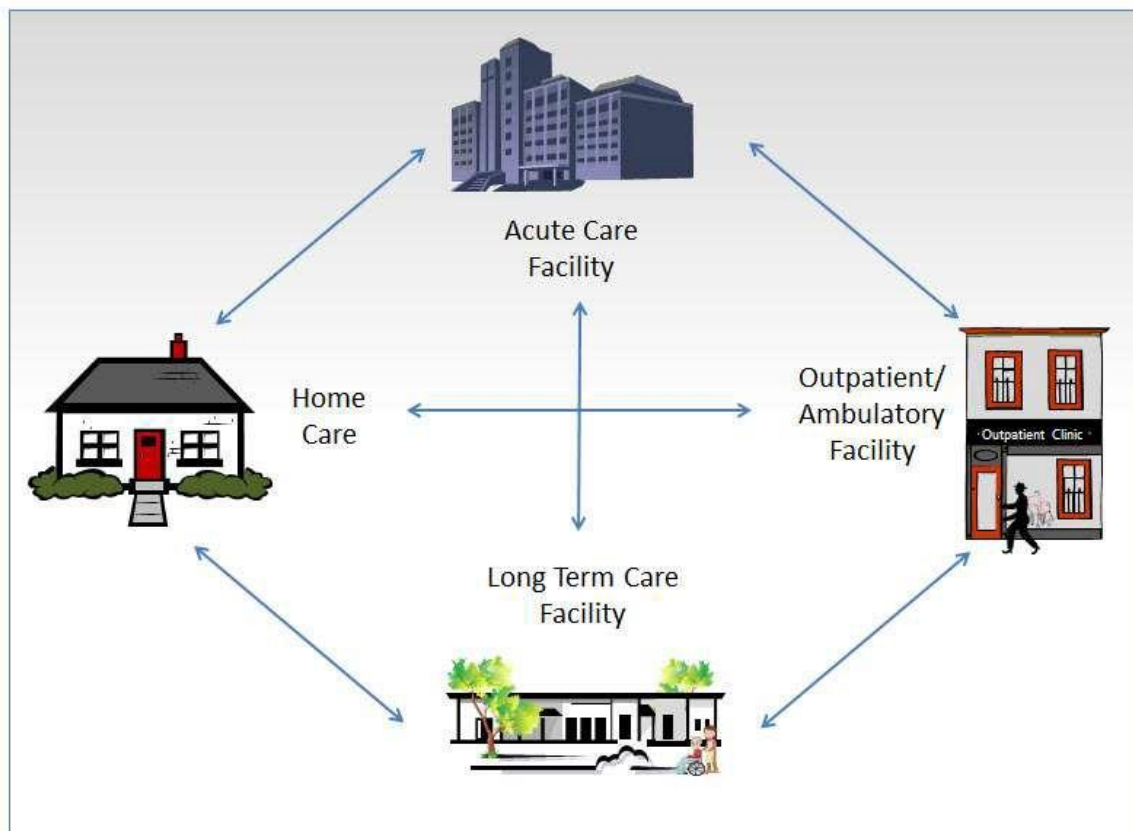 Acute Care
Facility
Home
Care
Outpatient/
Ambulatory
Facility
Outpatient Clinic
Long Term Care
Facility